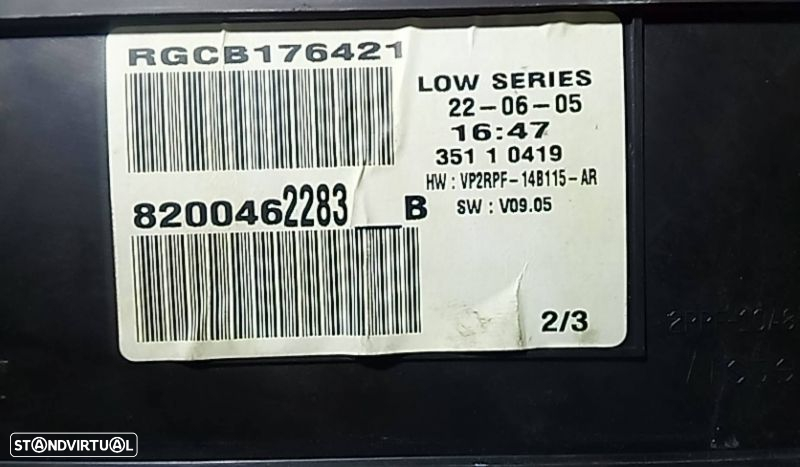 RGCB176421
LOW SERIES
22-06-05
16:47
351 1 0419
HW : VP2RPF-14B115-AR
SW : V09.05
8200462283__B
2/3
STANDVIRTUAL